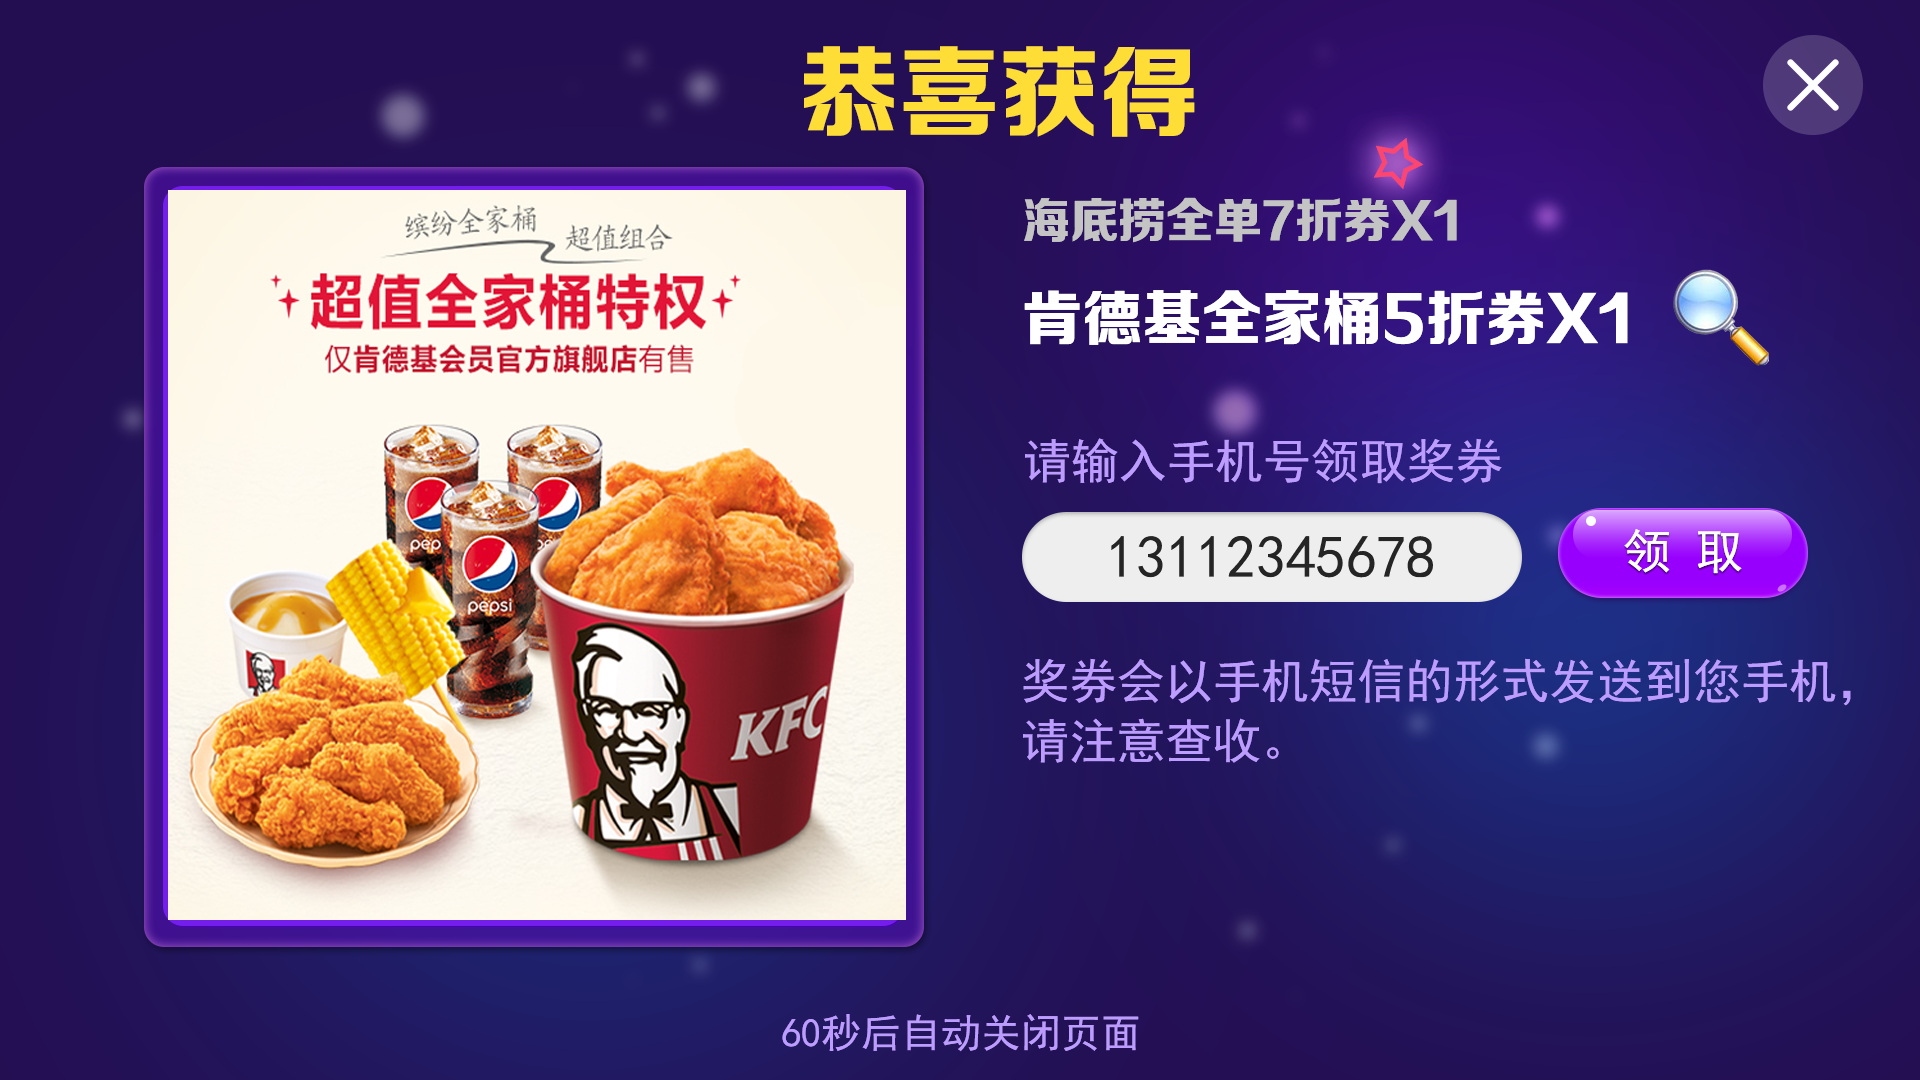 恭喜获得
缤纷全家桶
超值组合
超值全家桶特权
仅肯德基会员官方旗舰店有售
pep
pepsi
KFC
海底捞全单7折券X1
肯德基全家桶5折券X1
请输入手机号领取奖券
13112345678
领取
奖券会以手机短信的形式发送到您手机，
请注意查收。
60秒后自动关闭页面